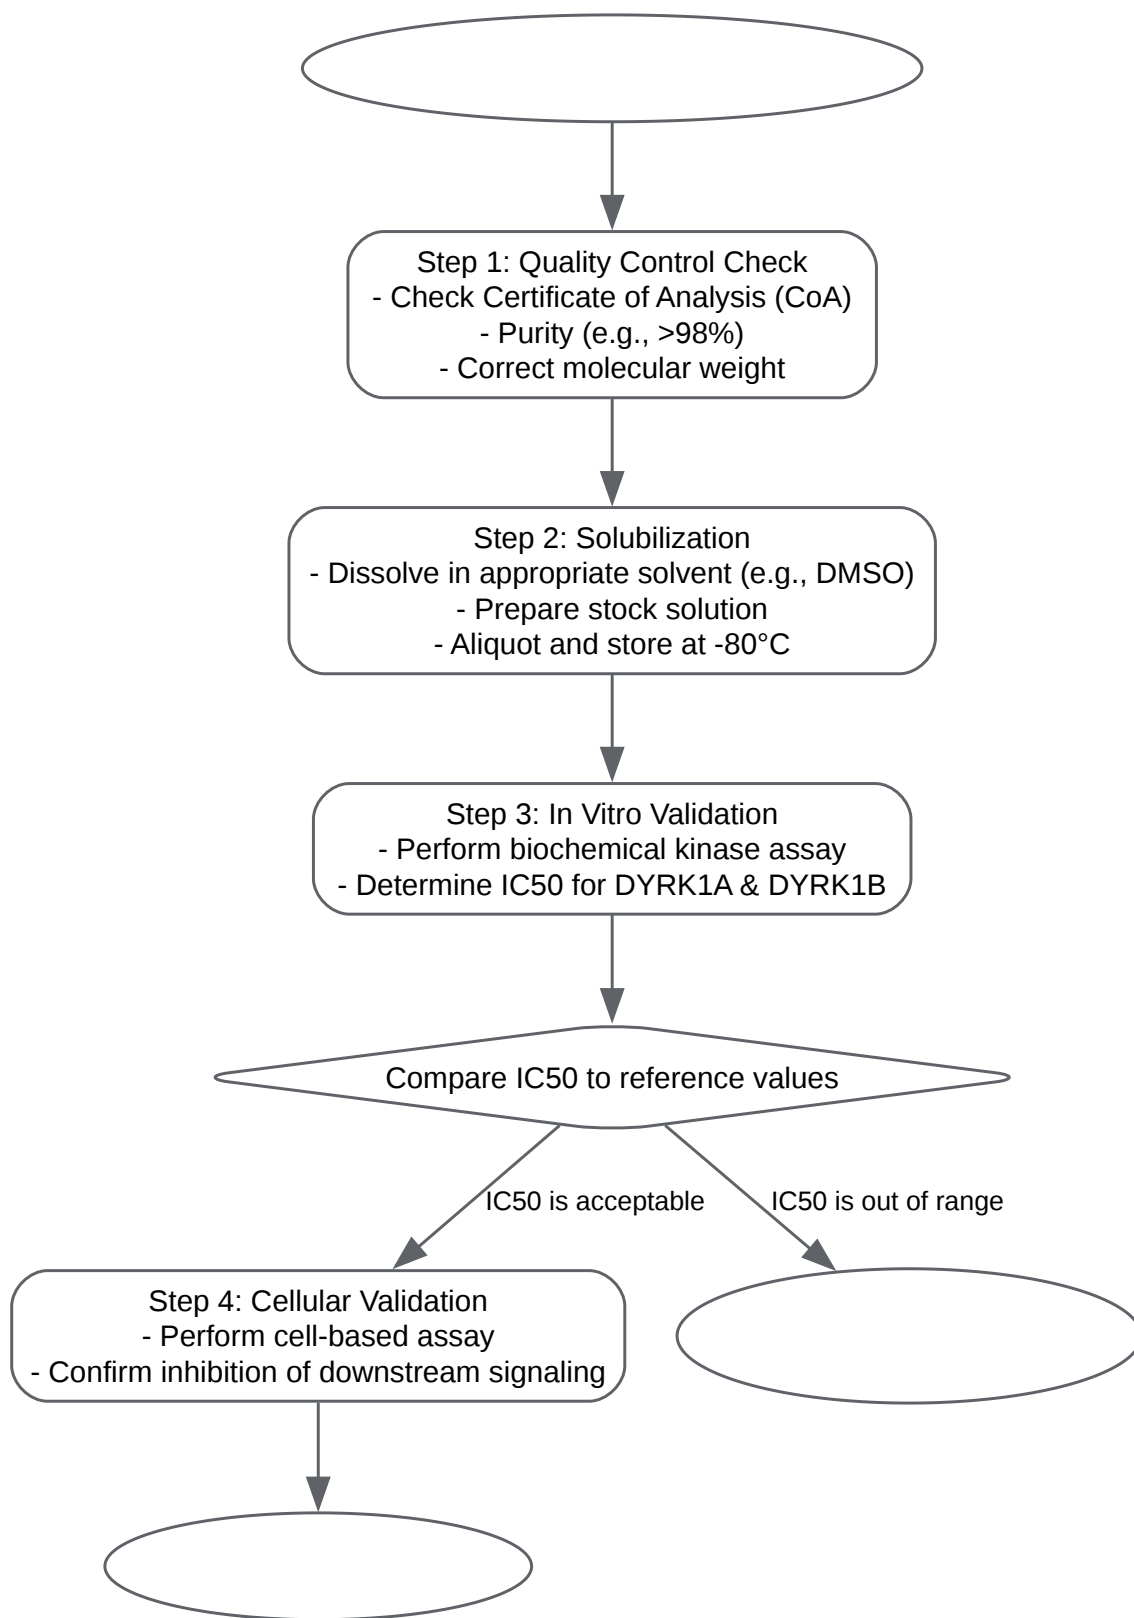 Step 1: Quality Control Check
- Check Certificate of Analysis (CoA)
- Purity (e.g., >98%)
- Correct molecular weight
Step 2: Solubilization
- Dissolve in appropriate solvent (e.g., DMSO)
- Prepare stock solution
- Aliquot and store at -80°C
Step 3: In Vitro Validation
- Perform biochemical kinase assay
- Determine IC50 for DYRK1A & DYRK1B
Compare IC50 to reference values
IC50 is acceptable
IC50 is out of range
Step 4: Cellular Validation
- Perform cell-based assay
- Confirm inhibition of downstream signaling